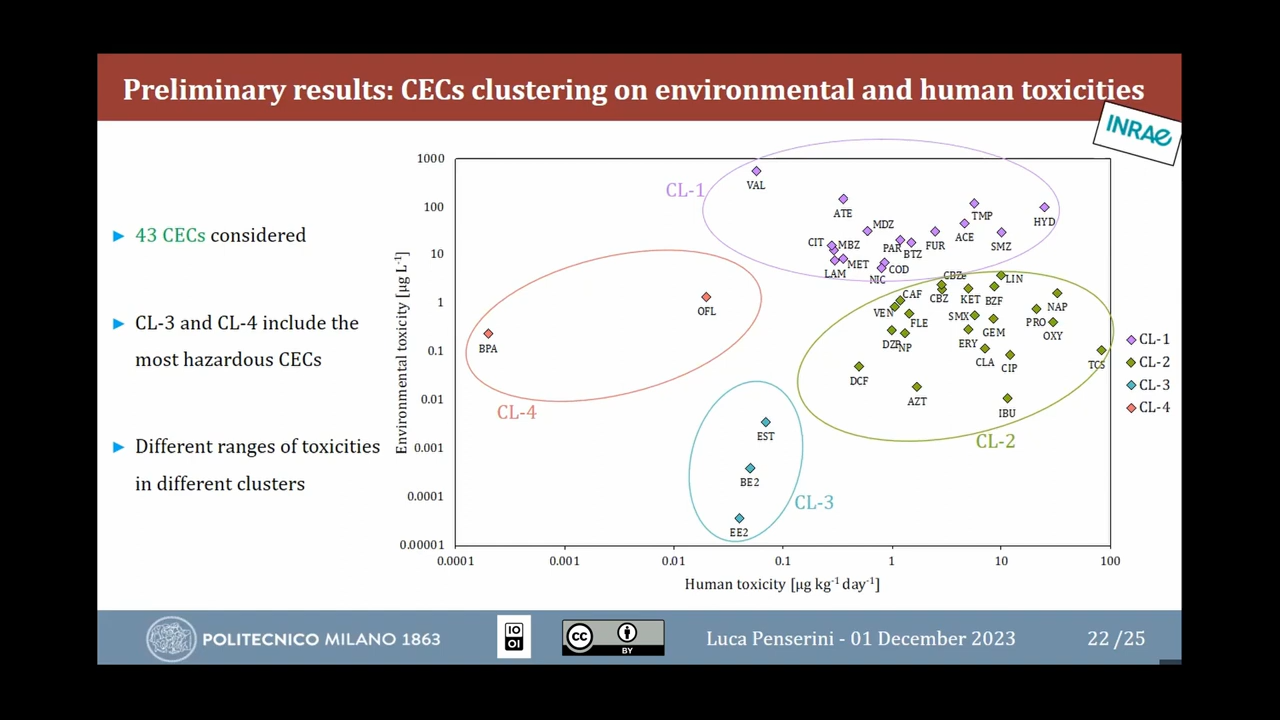 Preliminary results: CECs clustering on environmental and human toxicities
INRAE
43 CECs considered
CL-3 and CL-4 include the
most hazardous CECs
Different ranges of toxicities
in different clusters
Environmental toxicity [µg L-1]
1000
100
10
1
0.1
0.01
0.001
0.0001
0.00001
CL-1
VAL
ATE
MDZ
TMP
HYD
CIT
MBZ
PAR
BTZ
FUR
ACE
SMZ
LAM
MET
NIC
COD
CBZe
LIN
CAF
CBZ
KET
BZF
NAP
VEN
FLE
SMX
GEM
PRO
OXY
DZP
NP
ERY
CLA
CIP
TCS
DCF
AZT
IBU
CL-2
OFL
BPA
CL-4
EST
BE2
EE2
CL-3
0.0001 0.001 0.01 0.1 1 10 100
Human toxicity [µg kg-1 day-1]
CL-1
CL-2
CL-3
CL-4
POLITECNICO MILANO 1863
IO
OI
CC
BY
Luca Penserini - 01 December 2023
22 /25